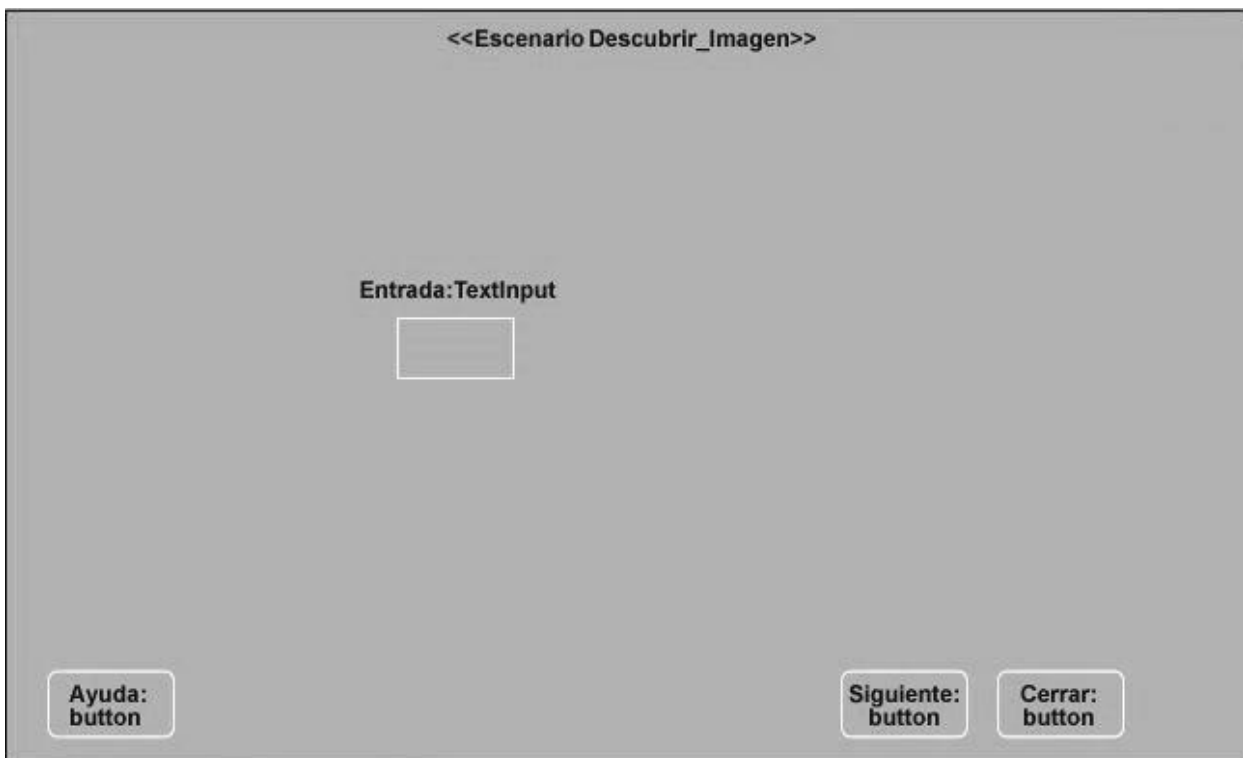 <<Escenario Descubrir_Imagen>>
Entrada:TextInput
Ayuda:
button
Siguiente:
button
Cerrar:
button